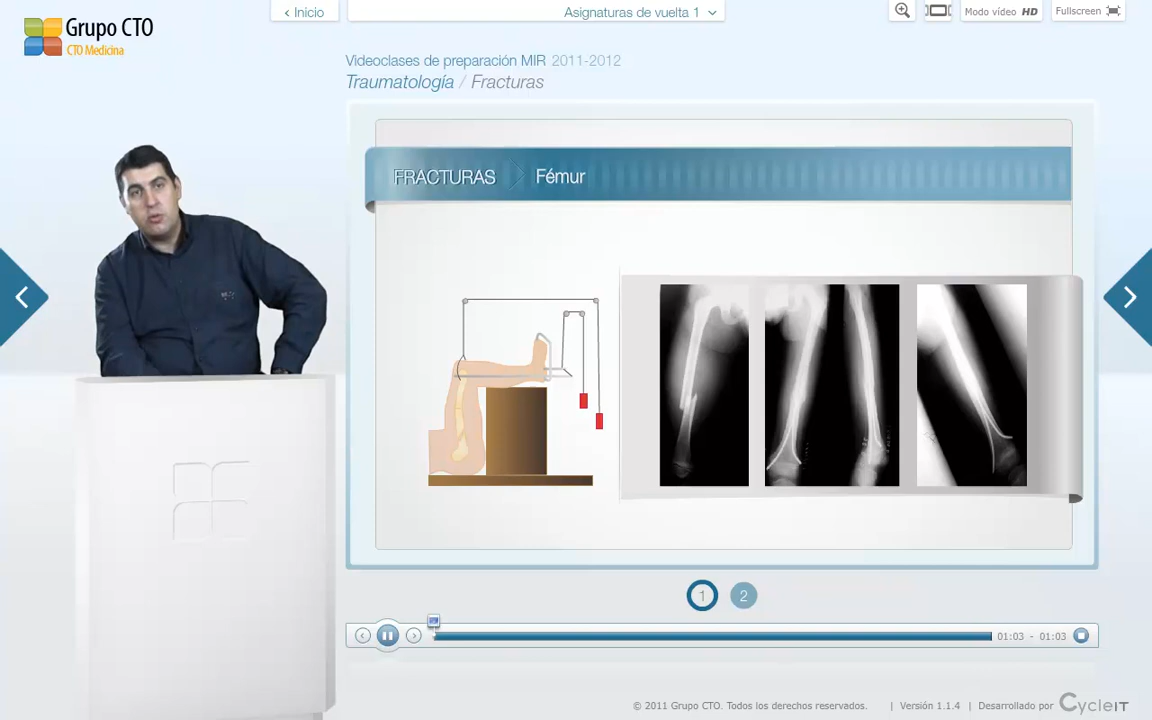 Grupo CTO
CTO Medicina
‹ Inicio
Asignaturas de vuelta 1
Modo vídeo HD
Fullscreen
Videoclases de preparación MIR 2011-2012
Traumatología / Fracturas
FRACTURAS Fémur
1 2
01:03 - 01:03
© 2011 Grupo CTO. Todos los derechos reservados. | Versión 1.1.4 | Desarrollado por CycleIT